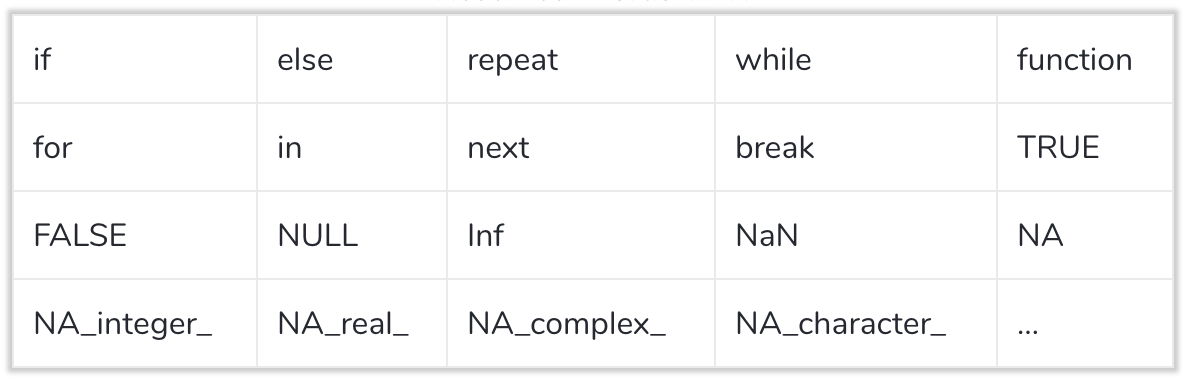 if else repeat while function
for in next break TRUE
FALSE NULL Inf NaN NA
NA_integer_ NA_real_ NA_complex_ NA_character_ ...